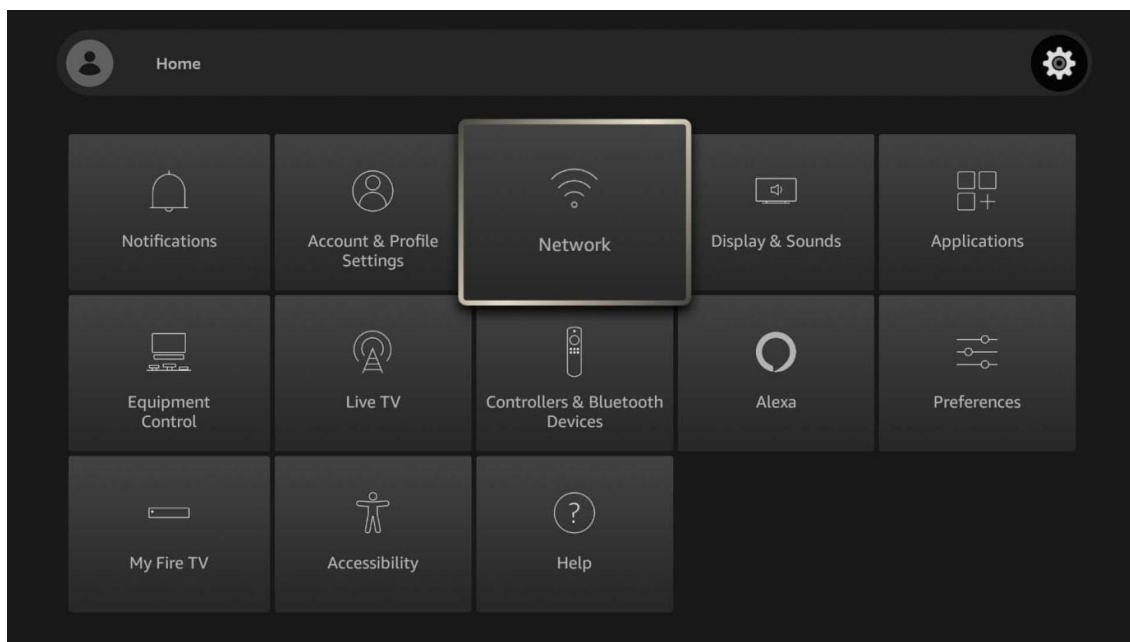 Home
Notifications
Account & Profile
Settings
Network
Display & Sounds
Applications
Equipment
Control
Live TV
Controllers & Bluetooth
Devices
Alexa
Preferences
My Fire TV
Accessibility
?
Help